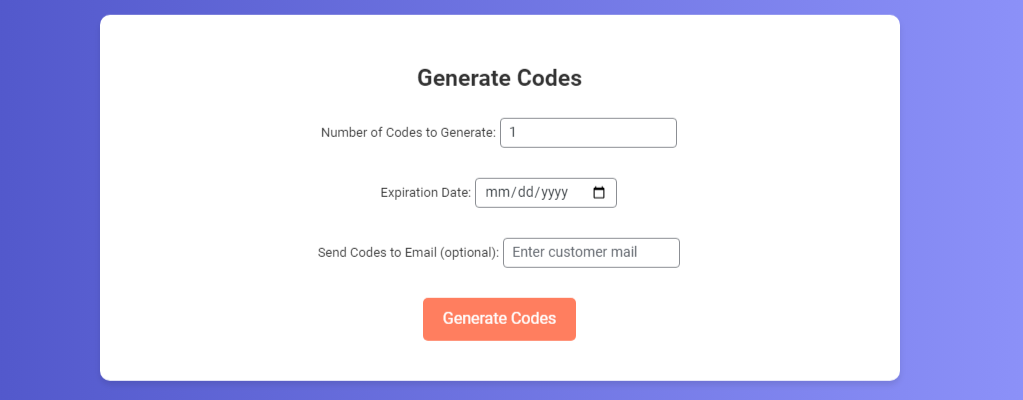 Generate Codes
Number of Codes to Generate: 1
Expiration Date: mm/dd/yyyy
Send Codes to Email (optional): Enter customer mail
Generate Codes